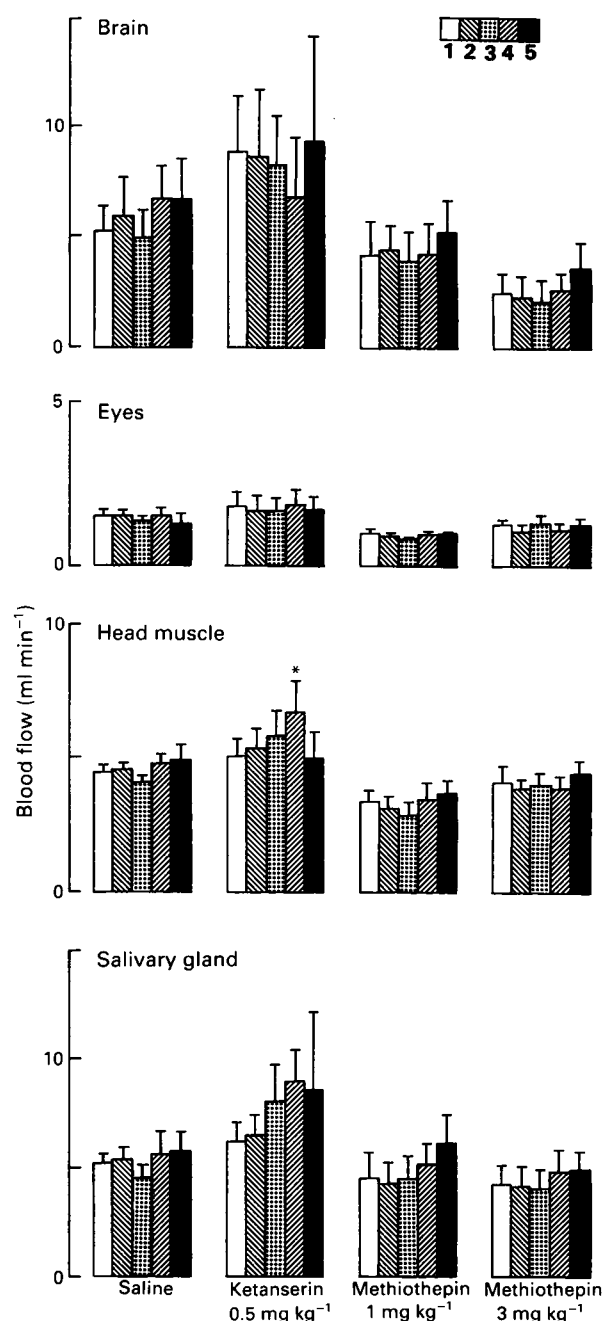 Brain
1 2 3 4 5
10
0
Eyes
5
0
Head muscle
10
*
0
Blood flow (ml min⁻¹)
Salivary gland
10
0
Saline Ketanserin Methiothepin Methiothepin
0.5 mg kg⁻¹ 1 mg kg⁻¹ 3 mg kg⁻¹